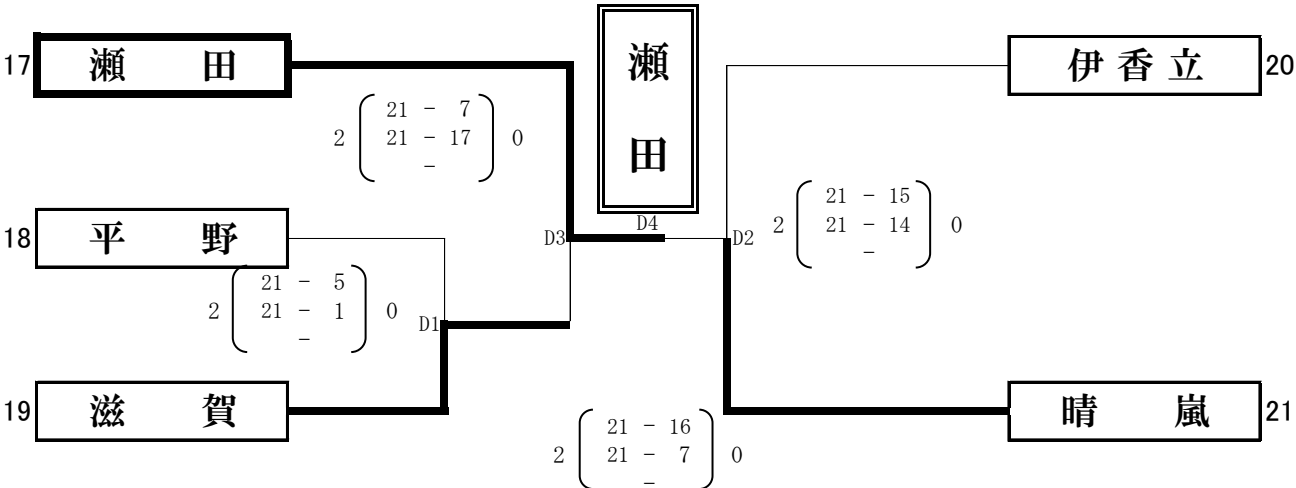 瀬田
17 瀬田
伊香立 20
2 21 - 7 0
21 - 17
-
2 21 - 15 0
21 - 14
-
18 平野
D3 D4 D2
2 21 - 5 0
21 - 1
-
D1
19 滋賀
晴嵐 21
2 21 - 16 0
21 - 7
-